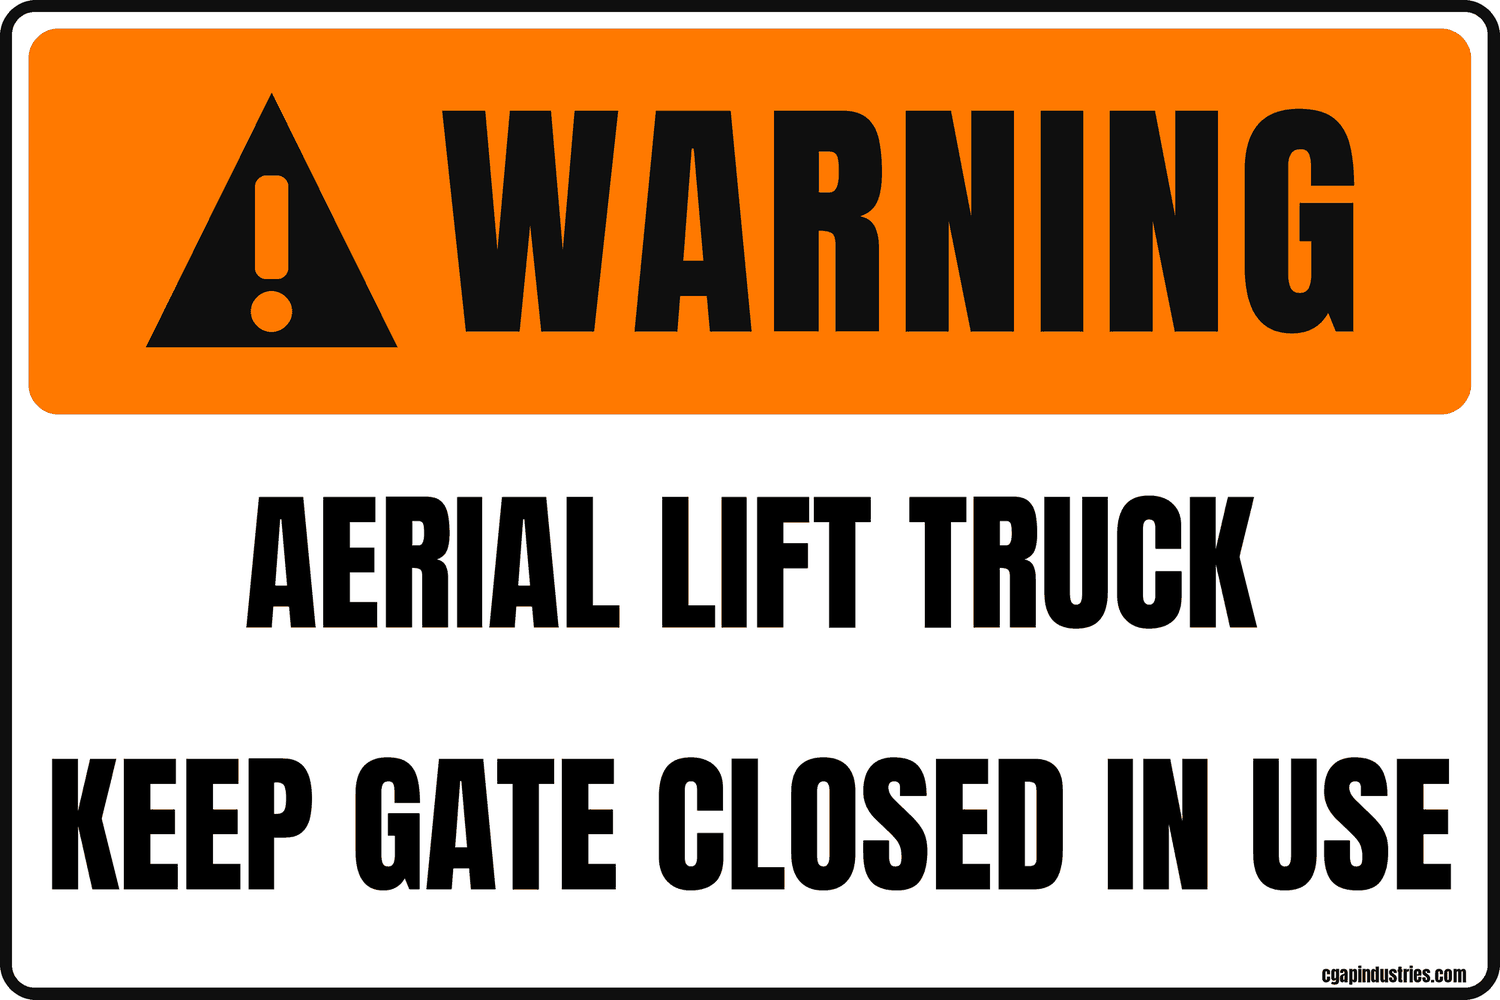 WARNING
AERIAL LIFT TRUCK
KEEP GATE CLOSED IN USE
cgapindustries.com